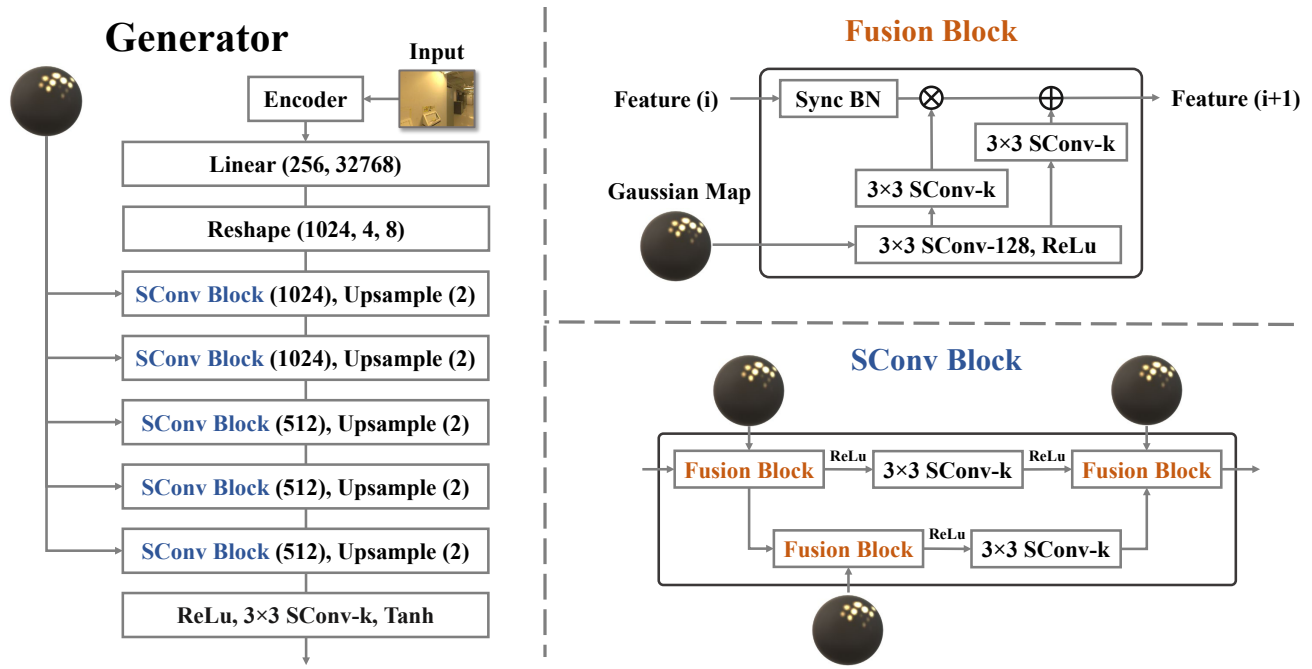 Generator
Input
Encoder
Linear (256, 32768)
Reshape (1024, 4, 8)
SConv Block (1024), Upsample (2)
SConv Block (1024), Upsample (2)
SConv Block (512), Upsample (2)
SConv Block (512), Upsample (2)
SConv Block (512), Upsample (2)
ReLu, 3×3 SConv-k, Tanh
Fusion Block
Feature (i)
Sync BN
Feature (i+1)
3×3 SConv-k
3×3 SConv-k
Gaussian Map
3×3 SConv-128, ReLu
SConv Block
Fusion Block
ReLu
3×3 SConv-k
ReLu
Fusion Block
Fusion Block
ReLu
3×3 SConv-k